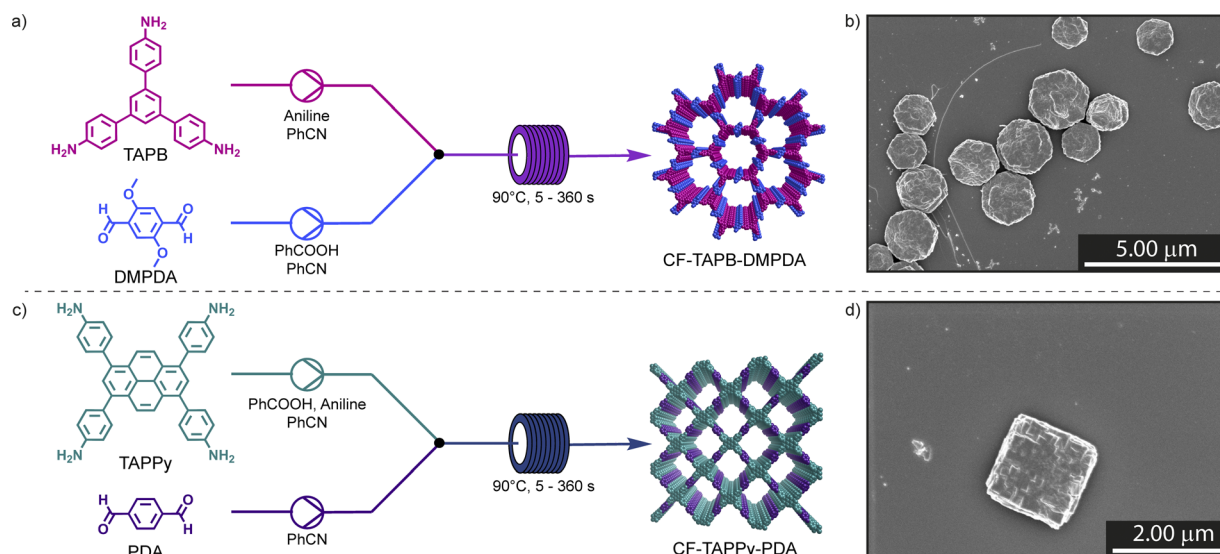 a)
NH₂
H₂N
NH₂
TAPB
O
O
H
H
O
O
DMPDA
Aniline
PhCN
PhCOOH
PhCN
90°C, 5 - 360 s
CF-TAPB-DMPDA
b)
5.00 μm
c)
H₂N
NH₂
H₂N
NH₂
TAPPy
O
H
O
H
PDA
PhCOOH, Aniline
PhCN
PhCN
90°C, 5 - 360 s
CF-TAPPy-PDA
d)
2.00 μm